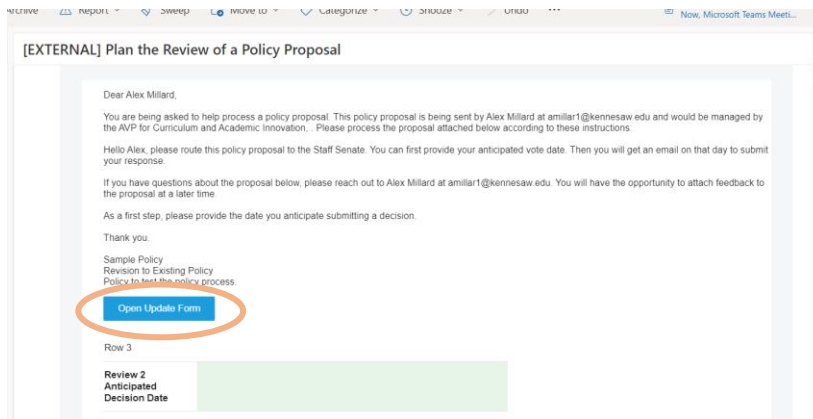 Archive Report Sweep Move to Categorize Snooze Undo ...
Now, Microsoft Teams Meeti...
[EXTERNAL] Plan the Review of a Policy Proposal
Dear Alex Millard,
You are being asked to help process a policy proposal. This policy proposal is being sent by Alex Millard at amillar1@kennesaw.edu and would be managed by
the AVP for Curriculum and Academic Innovation, . Please process the proposal attached below according to these instructions:
Hello Alex, please route this policy proposal to the Staff Senate. You can first provide your anticipated vote date. Then you will get an email on that day to submit
your response.
If you have questions about the proposal below, please reach out to Alex Millard at amillar1@kennesaw.edu. You will have the opportunity to attach feedback to
the proposal at a later time.
As a first step, please provide the date you anticipate submitting a decision.
Thank you.
Sample Policy
Revision to Existing Policy
Policy to test the policy process.
Open Update Form
Row 3
Review 2
Anticipated
Decision Date